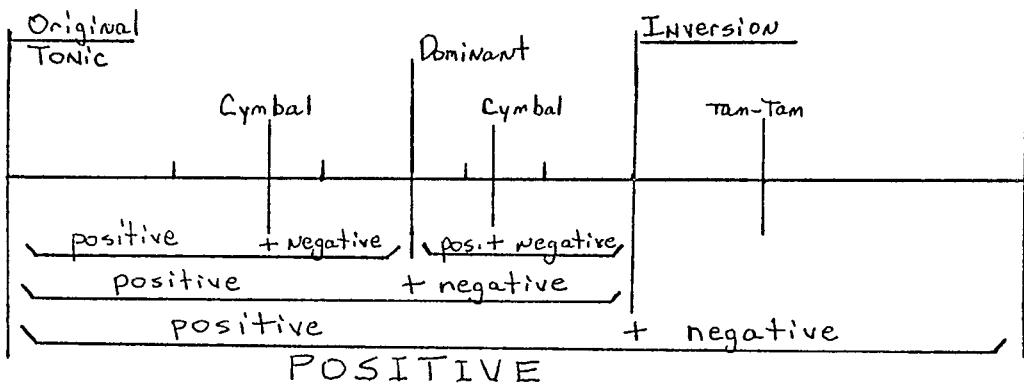 Original
TONIC
Dominant
INVERSION
Cymbal
Cymbal
Tam-Tam
positive + negative
pos. + negative
positive + negative
positive + negative
POSITIVE